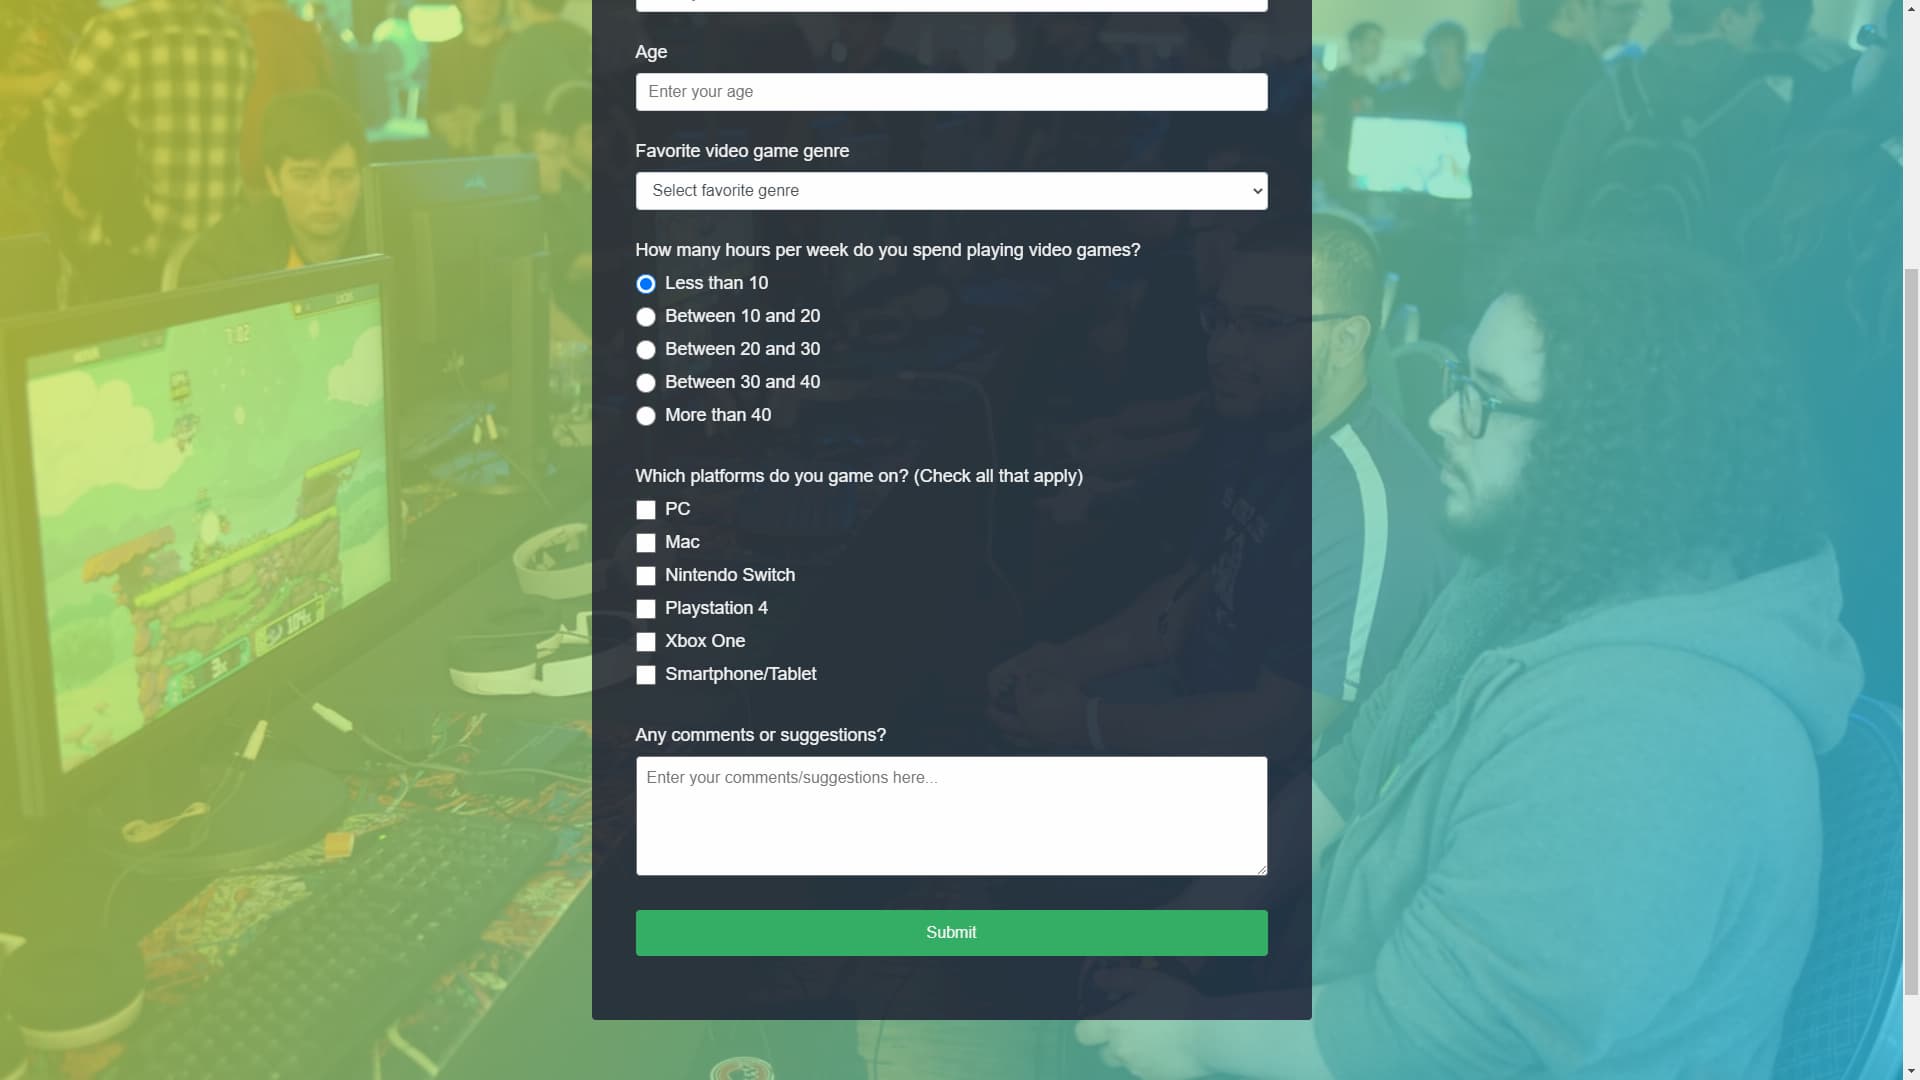 Age
Enter your age
Favorite video game genre
Select favorite genre
How many hours per week do you spend playing video games?
Less than 10
Between 10 and 20
Between 20 and 30
Between 30 and 40
More than 40
Which platforms do you game on? (Check all that apply)
PC
Mac
Nintendo Switch
Playstation 4
Xbox One
Smartphone/Tablet
Any comments or suggestions?
Enter your comments/suggestions here...
Submit
7:02